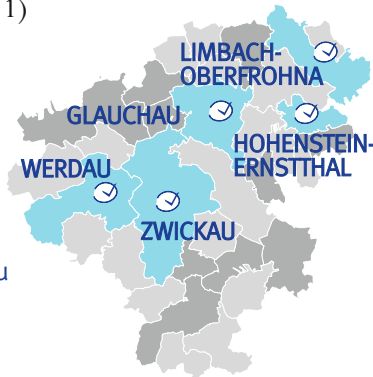 1)
LIMBACH-
OBERFROHNA
GLAUCHAU
HOHENSTEIN-
ERNSTTHAL
WERDAU
ZWICKAU
u